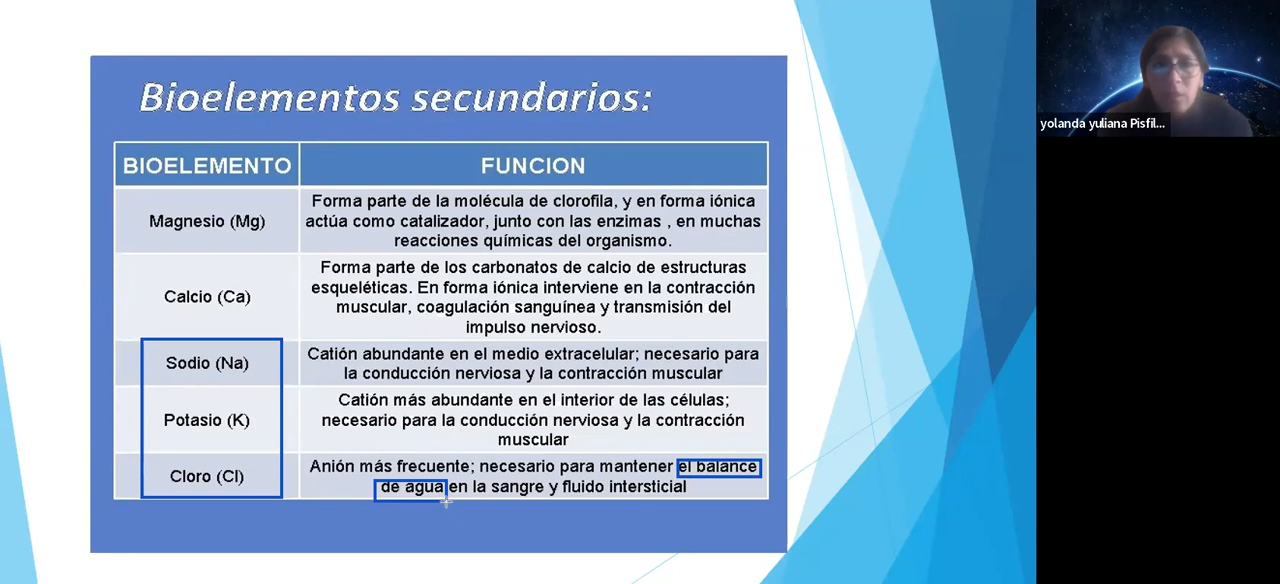 Bioelementos secundarios:
BIOELEMENTO
FUNCION
Magnesio (Mg)
Forma parte de la molécula de clorofila, y en forma iónica
actúa como catalizador, junto con las enzimas , en muchas
reacciones químicas del organismo.
Calcio (Ca)
Forma parte de los carbonatos de calcio de estructuras
esqueléticas. En forma iónica interviene en la contracción
muscular, coagulación sanguínea y transmisión del
impulso nervioso.
Sodio (Na)
Catión abundante en el medio extracelular; necesario para
la conducción nerviosa y la contracción muscular
Potasio (K)
Catión más abundante en el interior de las células;
necesario para la conducción nerviosa y la contracción
muscular
Cloro (Cl)
Anión más frecuente; necesario para mantener el balance
de agua en la sangre y fluido intersticial
yolanda yuliana Pisfil...